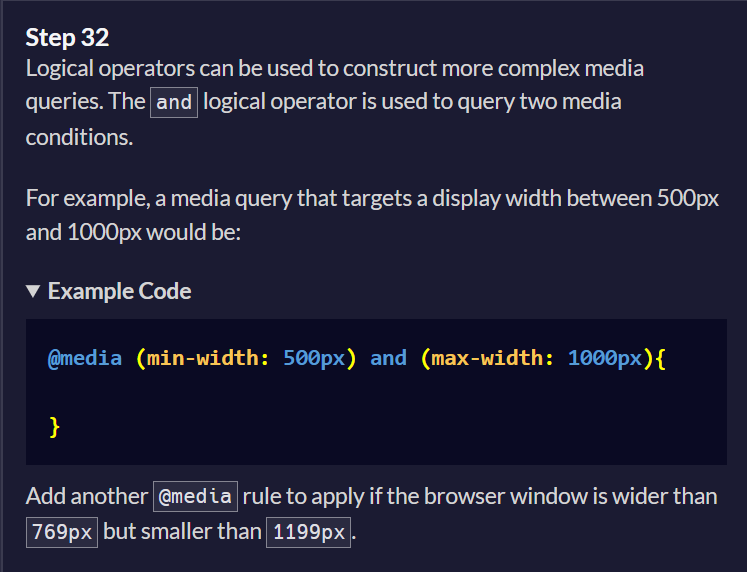 Step 32
Logical operators can be used to construct more complex media
queries. The and logical operator is used to query two media
conditions.
For example, a media query that targets a display width between 500px
and 1000px would be:
▼ Example Code
@media (min-width: 500px) and (max-width: 1000px){
}
Add another @media rule to apply if the browser window is wider than
769px but smaller than 1199px.